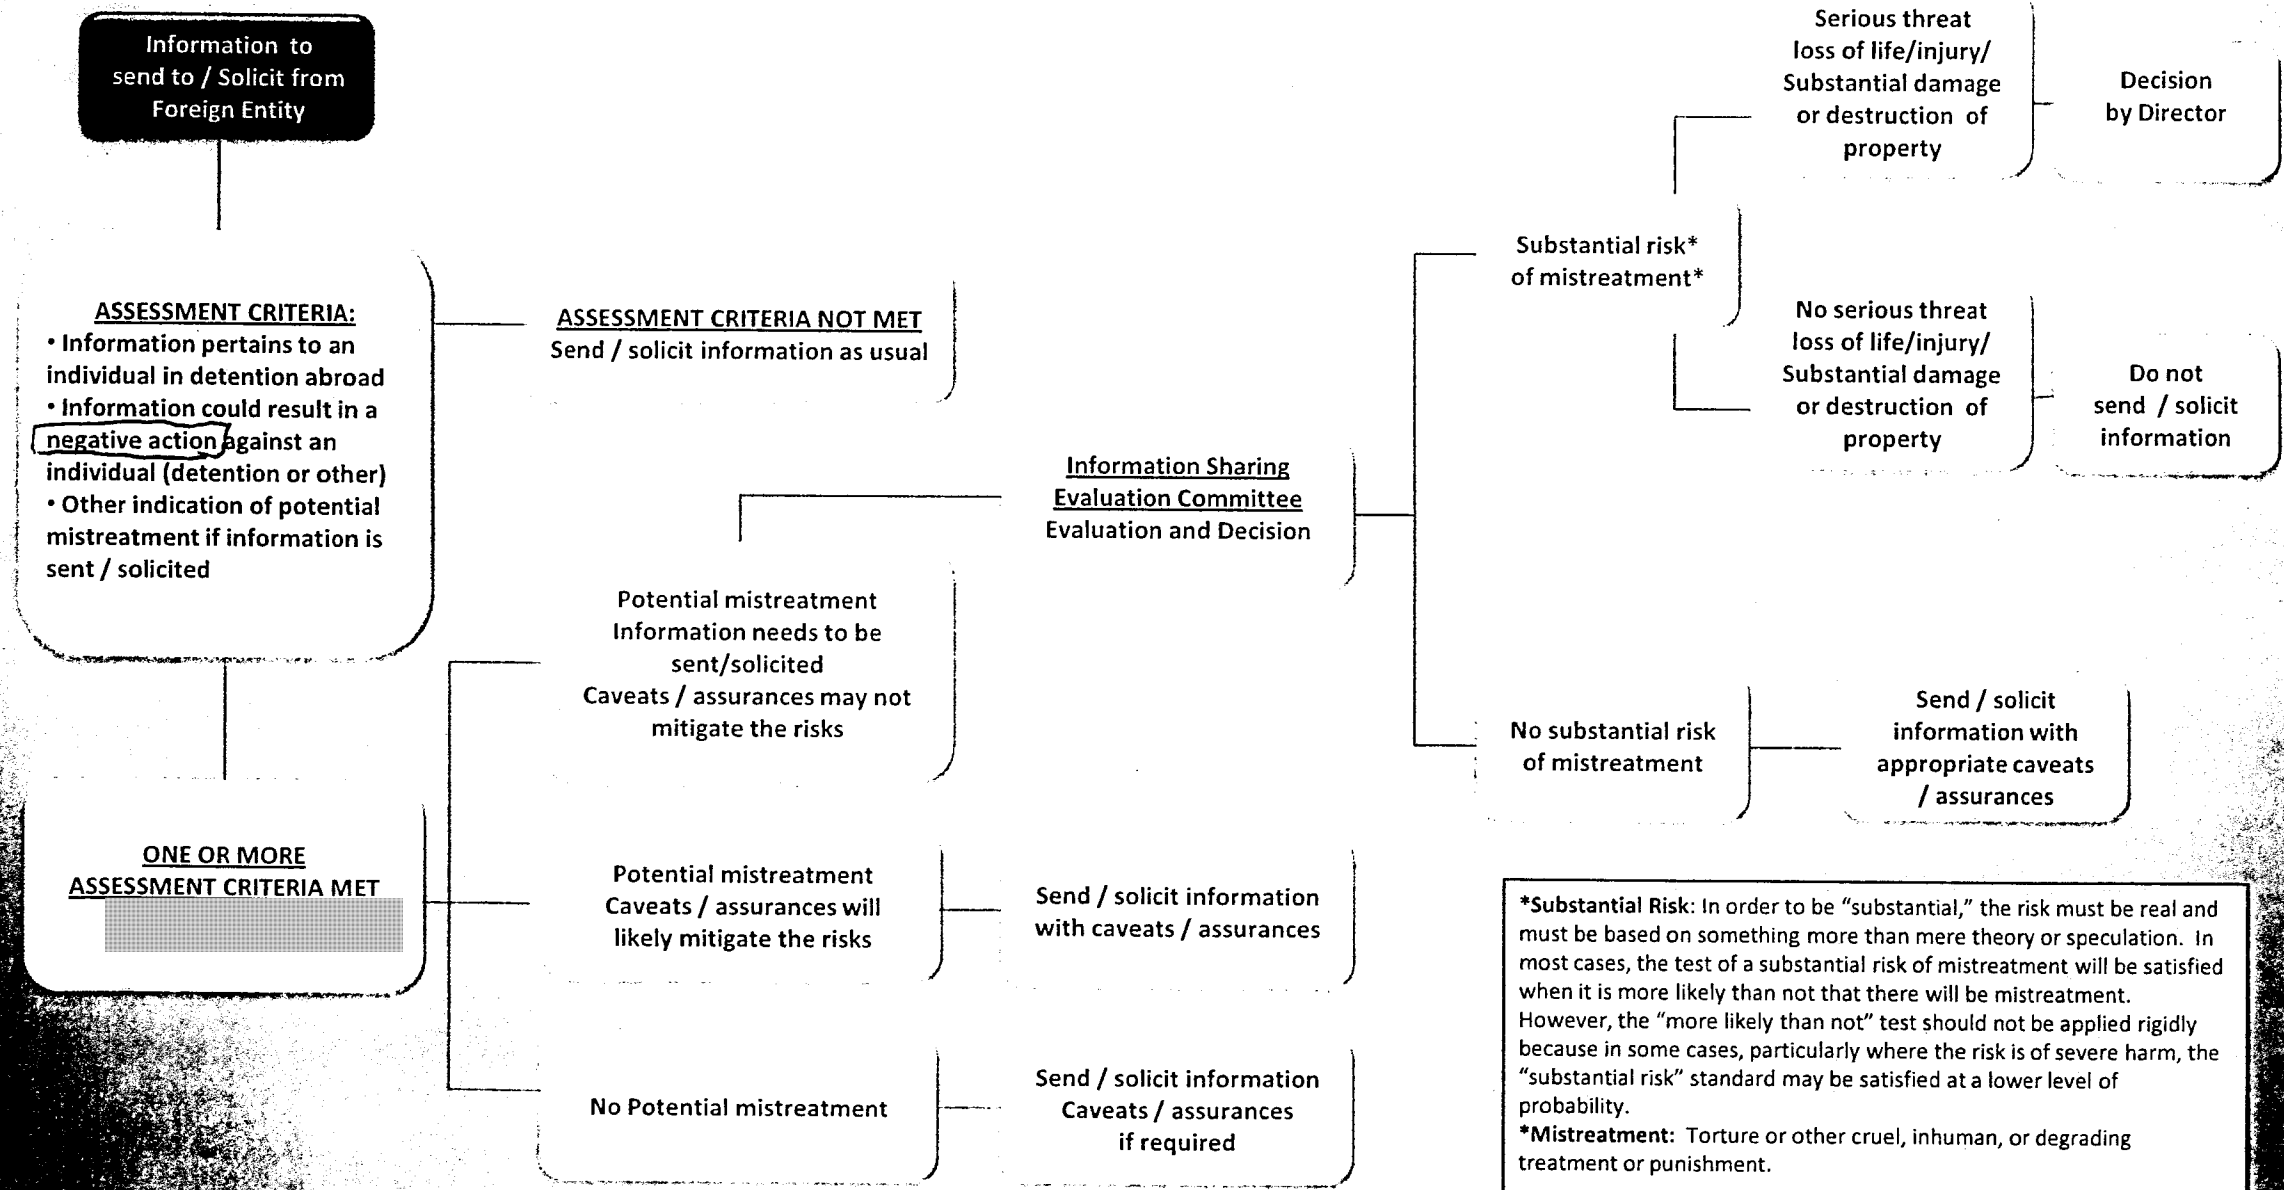 Information to
send to / Solicit from
Foreign Entity
ASSESSMENT CRITERIA:
• Information pertains to an
individual in detention abroad
• Information could result in a
negative action against an
individual (detention or other)
• Other indication of potential
mistreatment if information is
sent / solicited
ASSESSMENT CRITERIA NOT MET
Send / solicit information as usual
ONE OR MORE
ASSESSMENT CRITERIA MET
Potential mistreatment
Information needs to be
sent/solicited
Caveats / assurances may not
mitigate the risks
Potential mistreatment
Caveats / assurances will
likely mitigate the risks
No Potential mistreatment
Information Sharing
Evaluation Committee
Evaluation and Decision
Send / solicit information
with caveats / assurances
Send / solicit information
Caveats / assurances
if required
Substantial risk*
of mistreatment*
No substantial risk
of mistreatment
Serious threat
loss of life/injury/
Substantial damage
or destruction of
property
Decision
by Director
No serious threat
loss of life/injury/
Substantial damage
or destruction of
property
Do not
send / solicit
information
Send / solicit
information with
appropriate caveats
/ assurances
*Substantial Risk: In order to be “substantial,” the risk must be real and
must be based on something more than mere theory or speculation. In
most cases, the test of a substantial risk of mistreatment will be satisfied
when it is more likely than not that there will be mistreatment.
However, the “more likely than not” test should not be applied rigidly
because in some cases, particularly where the risk is of severe harm, the
“substantial risk” standard may be satisfied at a lower level of
probability.
*Mistreatment: Torture or other cruel, inhuman, or degrading
treatment or punishment.